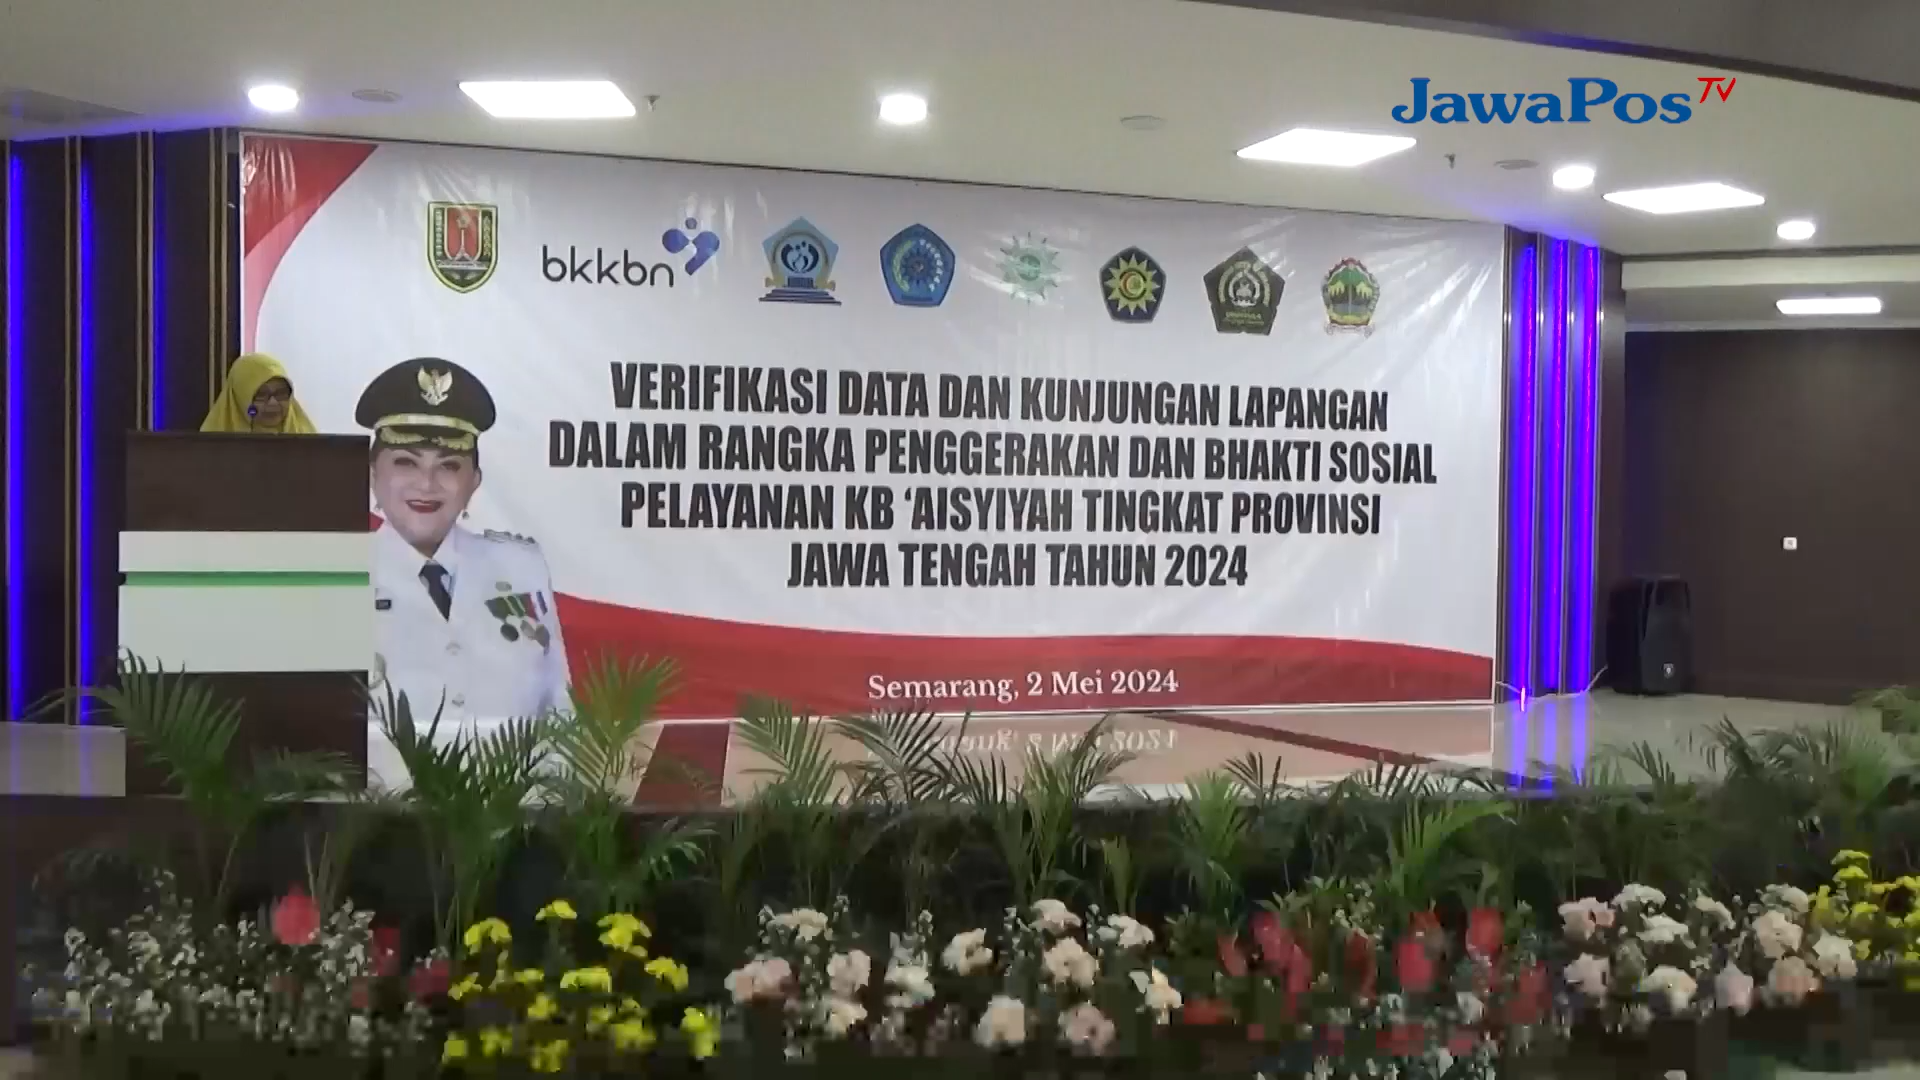 JawaPos TV
bkkbn
VERIFIKASI DATA DAN KUNJUNGAN LAPANGAN
DALAM RANGKA PENGGERAKAN DAN BHAKTI SOSIAL
PELAYANAN KB ‘AISYIYAH TINGKAT PROVINSI
JAWA TENGAH TAHUN 2024
Semarang, 2 Mei 2024